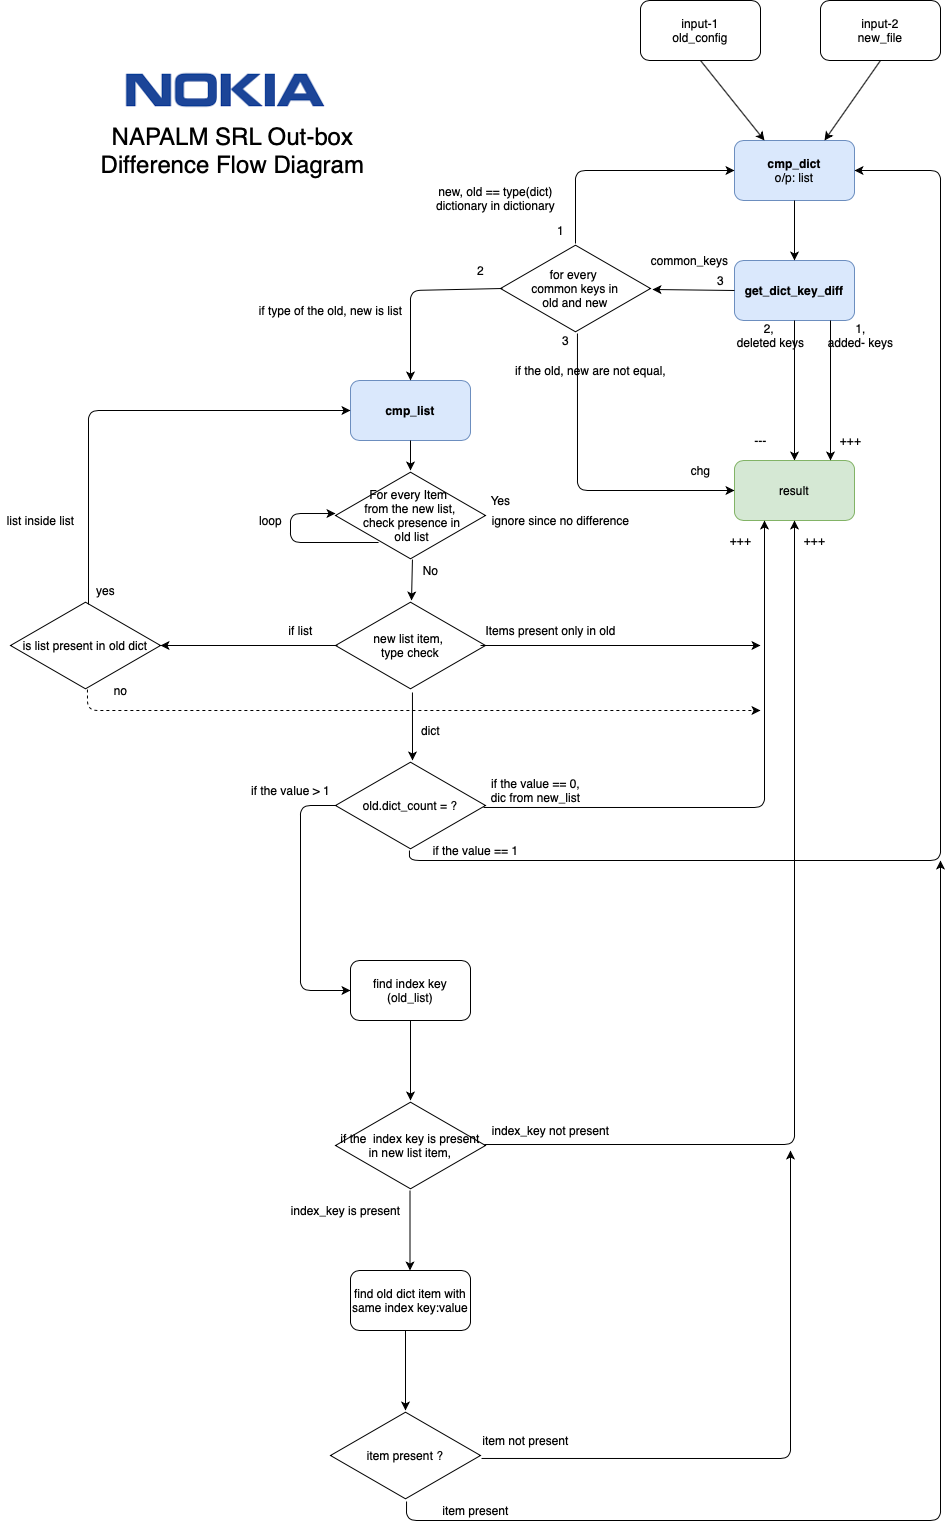 input-1
old_config
input-2
new_file
NOKIA
NAPALM SRL Out-box
Difference Flow Diagram
cmp_dict
o/p: list
new, old == type(dict)
dictionary in dictionary
1
common_keys
3
get_dict_key_diff
for every
common keys in
old and new
2
if type of the old, new is list
3
2,
deleted keys
1,
added- keys
if the old, new are not equal,
cmp_list
---
+++
chg
result
For every Item
from the new list,
check presence in
old list
Yes
ignore since no difference
loop
list inside list
+++
+++
No
yes
is list present in old dict
if list
new list item,
type check
Items present only in old
no
dict
if the value > 1
old.dict_count = ?
if the value == 0,
dic from new_list
if the value == 1
find index key
(old_list)
if the  index key is present
in new list item,
index_key not present
index_key is present
find old dict item with
same index key:value
item present ?
item not present
item present